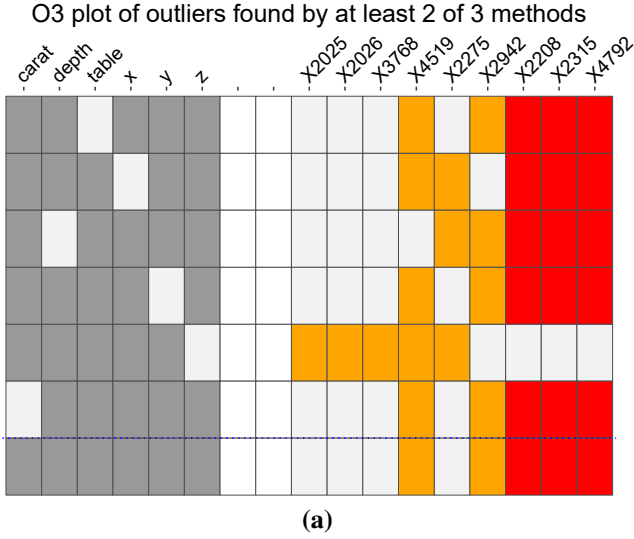 O3 plot of outliers found by at least 2 of 3 methods
carat depth table x y z X2025 X2026 X3768 X4519 X2275 X2942 X2208 X2315 X4792
(a)